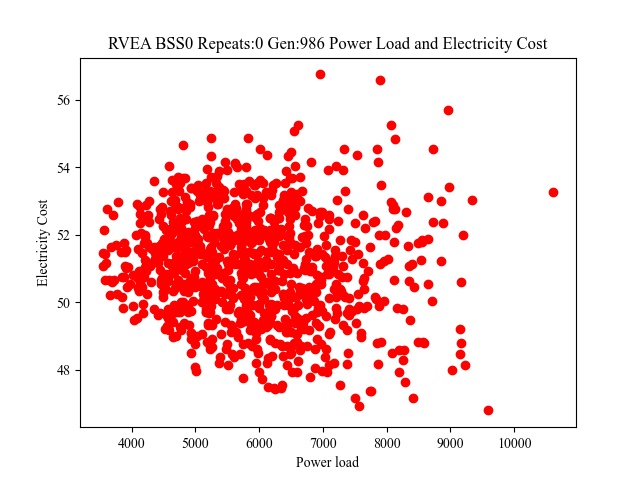 RVEA BSS0 Repeats:0 Gen:986 Power Load and Electricity Cost
56
54
52
50
48
Electricity Cost
4000 5000 6000 7000 8000 9000 10000
Power load